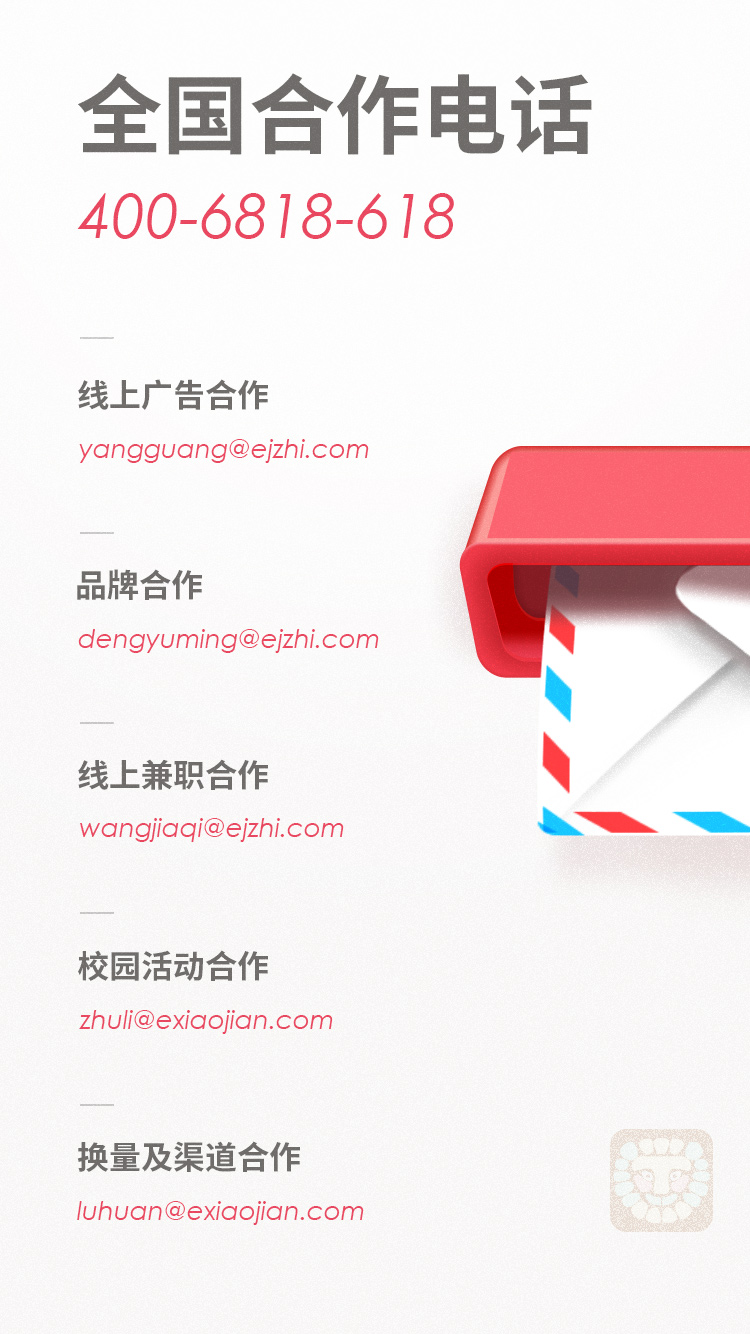 全国合作电话
400-6818-618
线上广告合作
yangguang@ejzhi.com
品牌合作
dengyuming@ejzhi.com
线上兼职合作
wangjiaqi@ejzhi.com
校园活动合作
zhuli@exiaojian.com
换量及渠道合作
luhuan@exiaojian.com